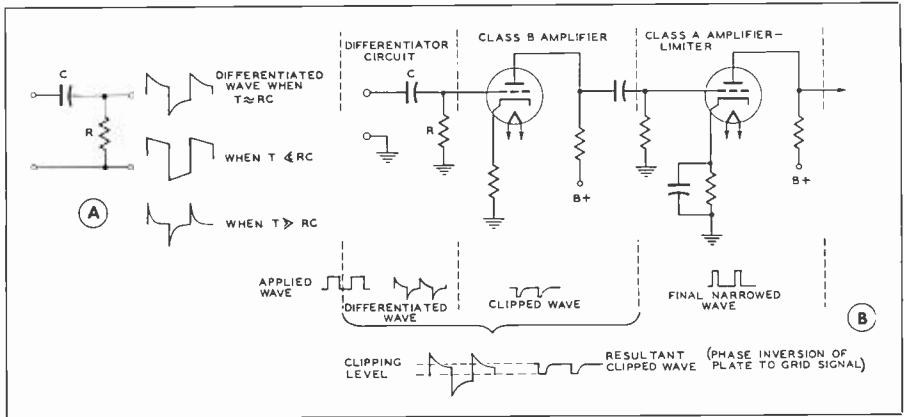 C
R
A
DIFFERENTIATED
WAVE WHEN
T≈RC
WHEN T ≪ RC
WHEN T ≫ RC
DIFFERENTIATOR
CIRCUIT
C
R
CLASS B AMPLIFIER
B+
CLASS A AMPLIFIER-
LIMITER
B+
APPLIED
WAVE
DIFFERENTIATED
WAVE
CLIPPED WAVE
FINAL NARROWED
WAVE
B
CLIPPING
LEVEL
RESULTANT
CLIPPED WAVE
(PHASE INVERSION OF
PLATE TO GRID SIGNAL)